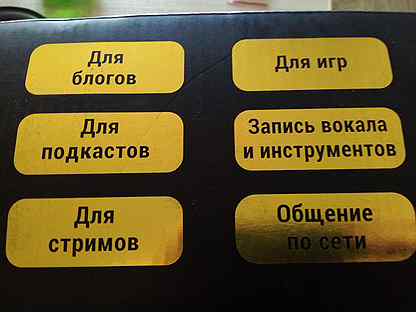 Для
блогов
Для игр
Для
подкастов
Запись вокала
и инструментов
Для
стримов
Общение
по сети